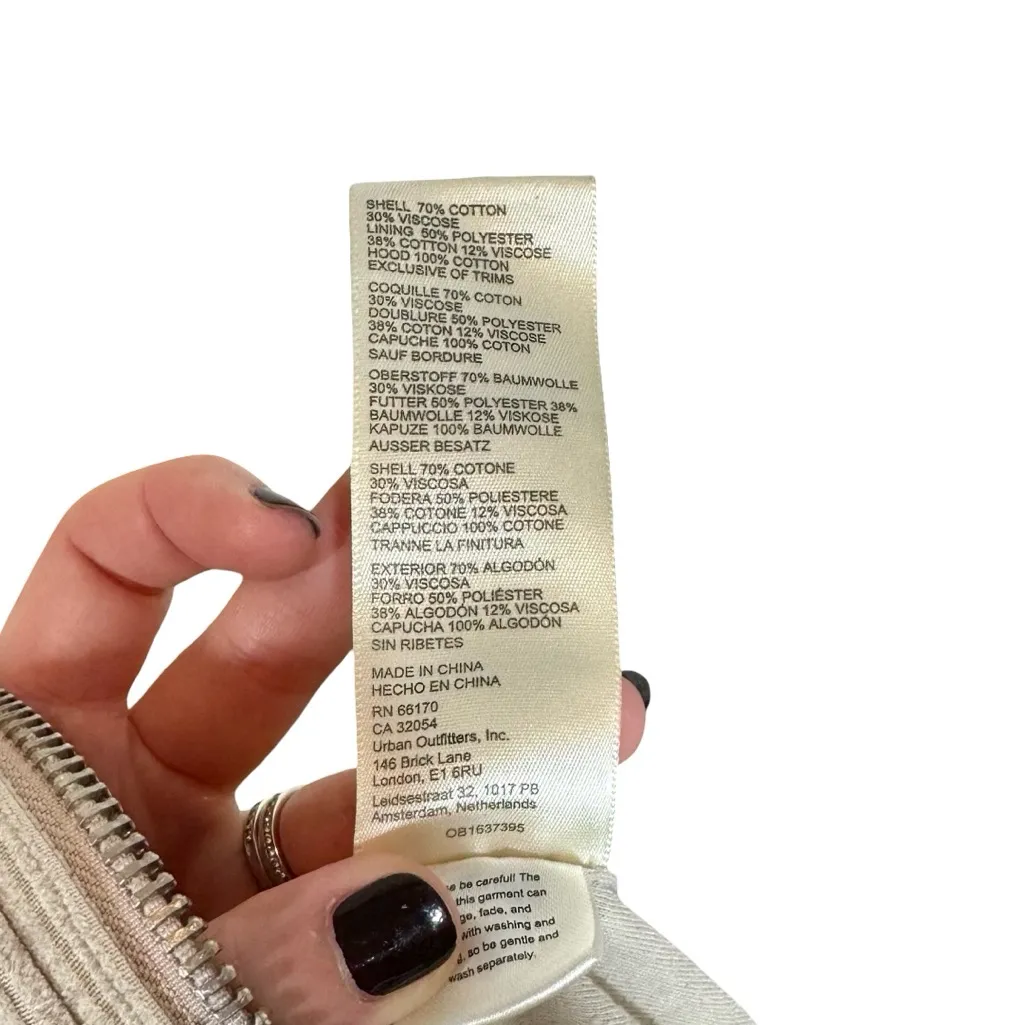 SHELL 70% COTTON
30% VISCOSE
LINING 50% POLYESTER
38% COTTON 12% VISCOSE
HOOD 100% COTTON
EXCLUSIVE OF TRIMS
COQUILLE 70% COTON
30% VISCOSE
DOUBLURE 50% POLYESTER
38% COTON 12% VISCOSE
CAPUCHE 100% COTON
SAUF BORDURE
OBERSTOFF 70% BAUMWOLLE
30% VISKOSE
FUTTER 50% POLYESTER 38%
BAUMWOLLE 12% VISKOSE
KAPUZE 100% BAUMWOLLE
AUSSER BESATZ
SHELL 70% COTONE
30% VISCOSA
FODERA 50% POLIESTERE
38% COTONE 12% VISCOSA
CAPPUCCIO 100% COTONE
TRANNE LA FINITURA
EXTERIOR 70% ALGODÓN
30% VISCOSA
FORRO 50% POLIÉSTER
38% ALGODÓN 12% VISCOSA
CAPUCHA 100% ALGODÓN
SIN RIBETES
MADE IN CHINA
HECHO EN CHINA
RN 66170
CA 32054
Urban Outfitters, Inc.
146 Brick Lane
London, E1 6RU
Leidsestraat 32, 1017 PB
Amsterdam, Netherlands
OB1637395
be careful! The
this garment can
fade, and
with washing and
so be gentle and
wash separately.